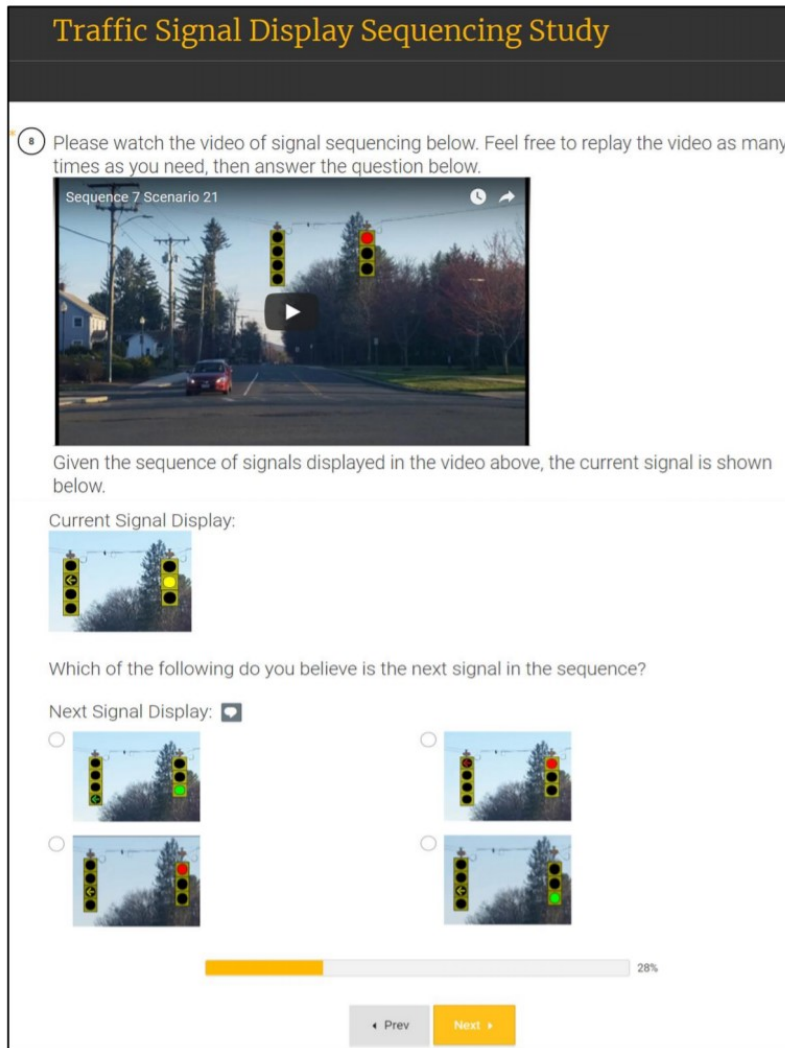 Traffic Signal Display Sequencing Study
8
Please watch the video of signal sequencing below. Feel free to replay the video as many
times as you need, then answer the question below.
Sequence 7 Scenario 21
Given the sequence of signals displayed in the video above, the current signal is shown
below.
Current Signal Display:
Which of the following do you believe is the next signal in the sequence?
Next Signal Display:
28%
Prev
Next